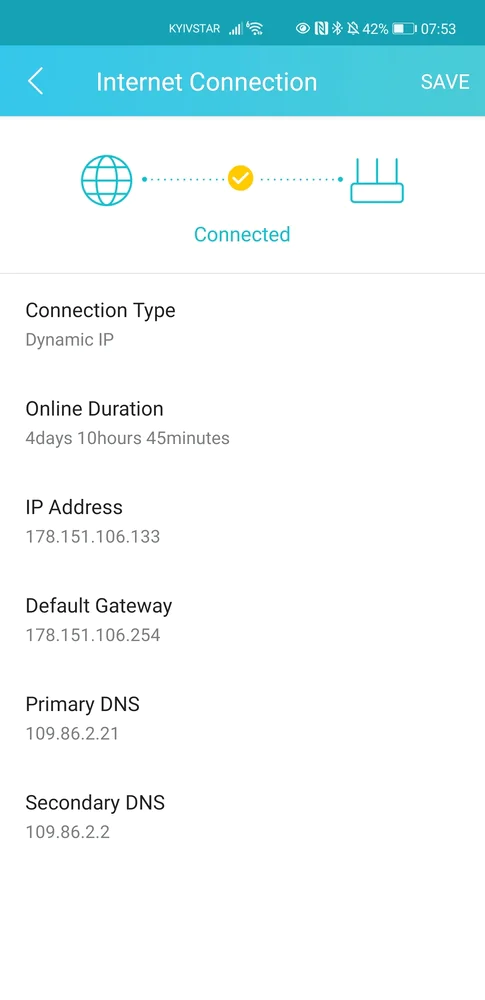 KYIVSTAR 42% 07:53
Internet Connection SAVE
Connected
Connection Type
Dynamic IP
Online Duration
4days 10hours 45minutes
IP Address
178.151.106.133
Default Gateway
178.151.106.254
Primary DNS
109.86.2.21
Secondary DNS
109.86.2.2